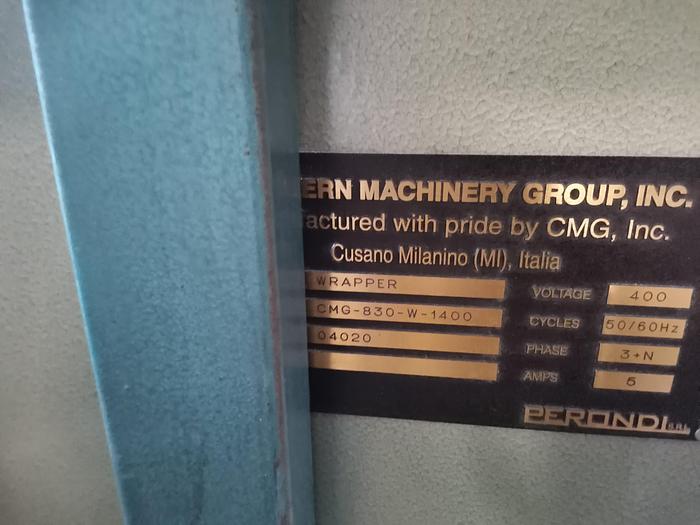 ERN MACHINERY GROUP, INC.
actured with pride by CMG, Inc.
Cusano Milanino (MI), Italia
WRAPPER
VOLTAGE 400
CMG-830-W-1400
CYCLES 50/60Hz
04020
PHASE 3+N
AMPS 5
PERONDI S.R.L.